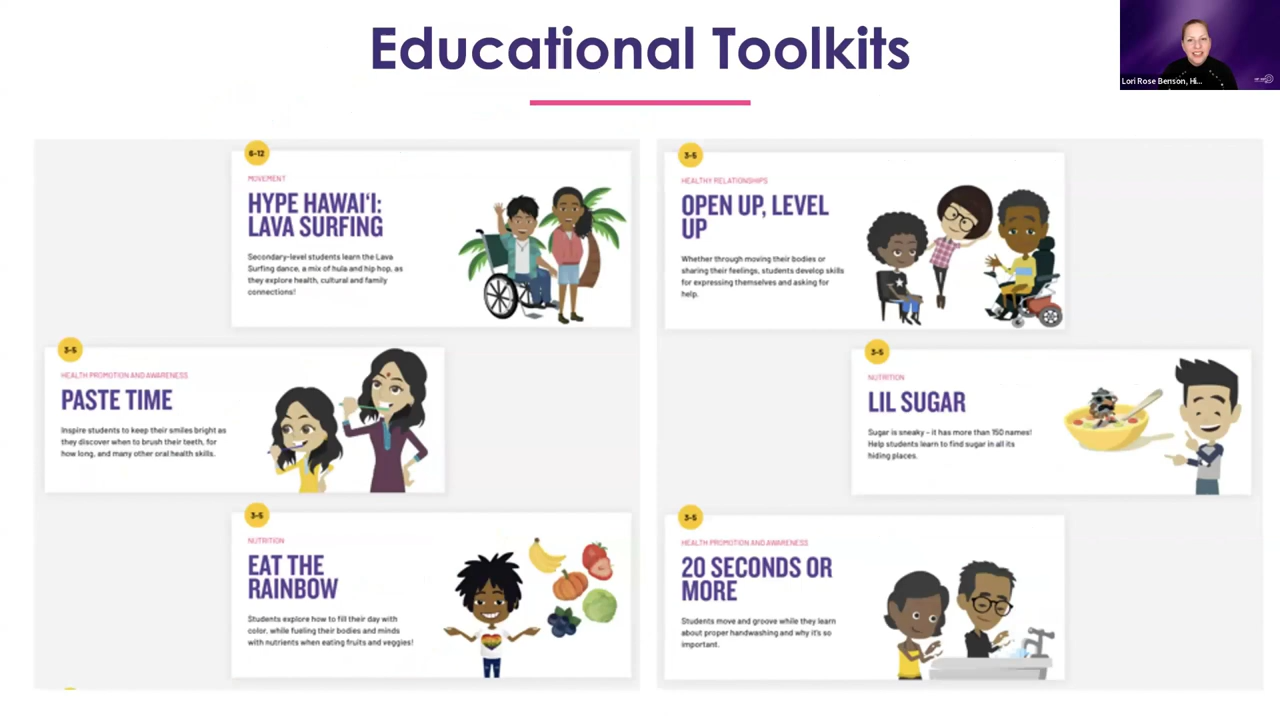 Educational Toolkits
Lori Rose Benson, Hi...
6-12
MOVEMENT
HYPE HAWAIʻI:
LAVA SURFING
Secondary-level students learn the Lava
Surfing dance, a mix of hula and hip hop, as
they explore health, cultural and family
connections!
3-5
HEALTH PROMOTION AND AWARENESS
PASTE TIME
Inspire students to keep their smiles bright as
they discover when to brush their teeth, for
how long, and many other oral health skills.
3-5
NUTRITION
EAT THE
RAINBOW
Students explore how to fill their day with
color, while fueling their bodies and minds
with nutrients when eating fruits and veggies!
3-5
HEALTHY RELATIONSHIPS
OPEN UP, LEVEL
UP
Whether through moving their bodies or
sharing their feelings, students develop skills
for expressing themselves and asking for
help.
3-5
NUTRITION
LIL SUGAR
Sugar is sneaky – it has more than 150 names!
Help students learn to find sugar in all its
hiding places.
3-5
HEALTH PROMOTION AND AWARENESS
20 SECONDS OR
MORE
Students move and groove while they learn
about proper handwashing and why it's so
important.